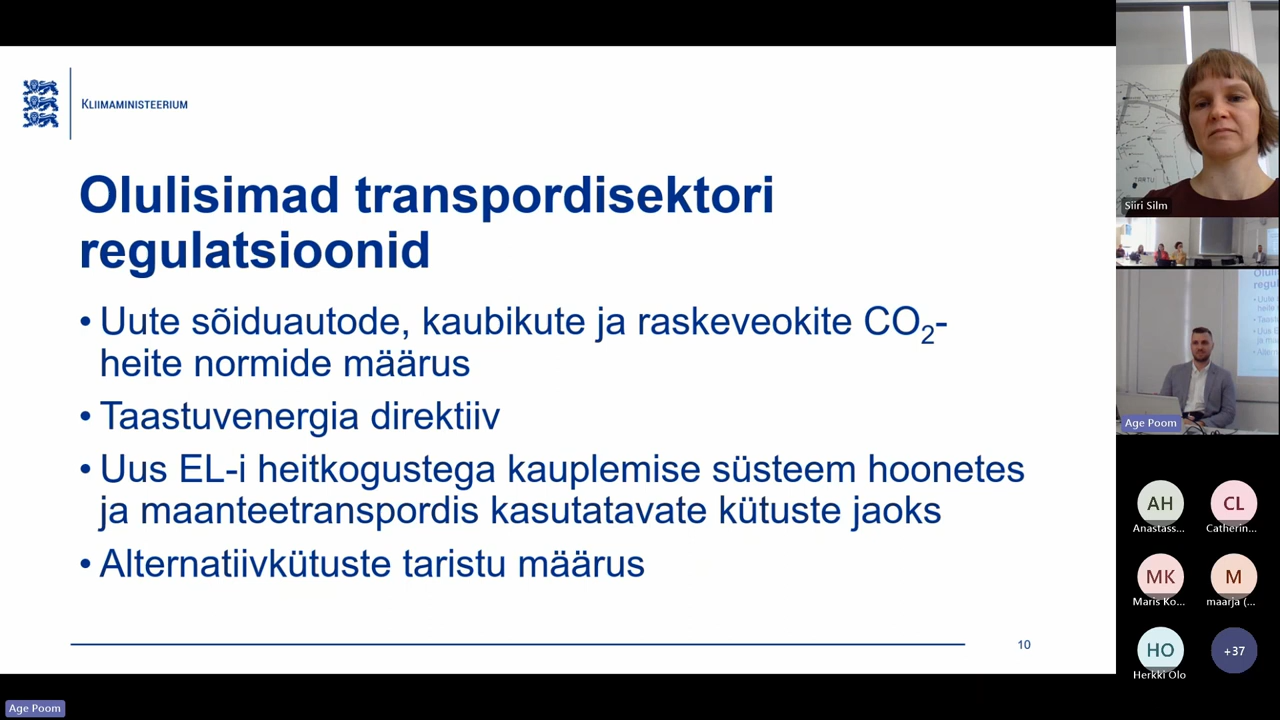 KLIIMAMINISTEERIUM
Olulisimad transpordisektori
regulatsioonid
• Uute sõiduautode, kaubikute ja raskeveokite CO₂-
heite normide määrus
• Taastuvenergia direktiiv
• Uus EL-i heitkogustega kauplemise süsteem hoonetes
ja maanteetranspordis kasutatavate kütuste jaoks
• Alternatiivkütuste taristu määrus
10
Age Poom
TARTU
Siiri Silm
Age Poom
AH
Anastass...
CL
Catherin...
MK
Maris Ko...
M
maarja (...
HO
Herkki Olo
+37